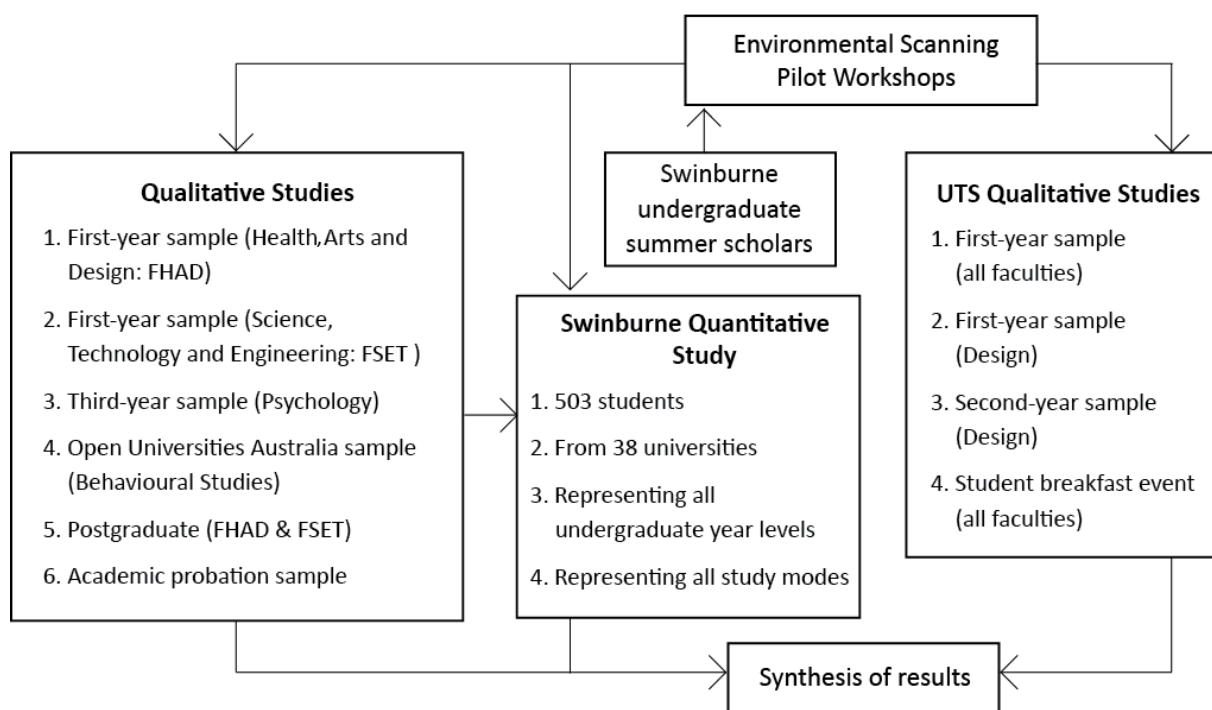 Environmental Scanning
Pilot Workshops
Swinburne
undergraduate
summer scholars
Qualitative Studies
1. First-year sample (Health,Arts and
Design: FHAD)
2. First-year sample (Science,
Technology and Engineering: FSET )
3. Third-year sample (Psychology)
4. Open Universities Australia sample
(Behavioural Studies)
5. Postgraduate (FHAD & FSET)
6. Academic probation sample
Swinburne Quantitative
Study
1. 503 students
2. From 38 universities
3. Representing all
undergraduate year levels
4. Representing all study modes
UTS Qualitative Studies
1. First-year sample
(all faculties)
2. First-year sample
(Design)
3. Second-year sample
(Design)
4. Student breakfast event
(all faculties)
Synthesis of results